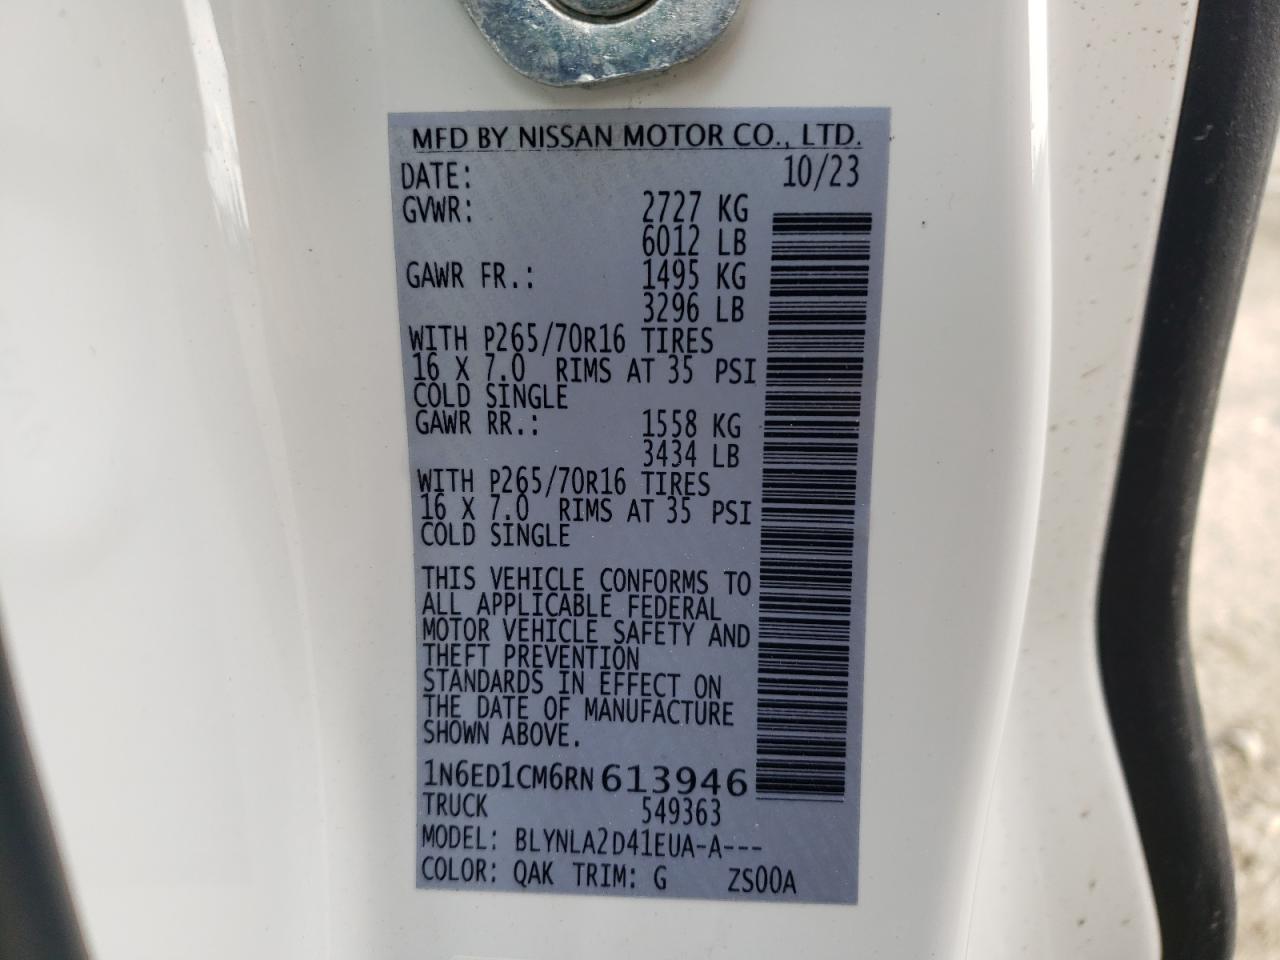 MFD BY NISSAN MOTOR CO., LTD.
DATE: 10/23
GVWR: 2727 KG
6012 LB
GAWR FR.: 1495 KG
3296 LB
WITH P265/70R16 TIRES
16 X 7.0 RIMS AT 35 PSI
COLD SINGLE
GAWR RR.: 1558 KG
3434 LB
WITH P265/70R16 TIRES
16 X 7.0 RIMS AT 35 PSI
COLD SINGLE
THIS VEHICLE CONFORMS TO
ALL APPLICABLE FEDERAL
MOTOR VEHICLE SAFETY AND
THEFT PREVENTION
STANDARDS IN EFFECT ON
THE DATE OF MANUFACTURE
SHOWN ABOVE.
1N6ED1CM6RN613946
TRUCK 549363
MODEL: BLYNLA2D41EUA-A---
COLOR: QAK TRIM: G ZS00A